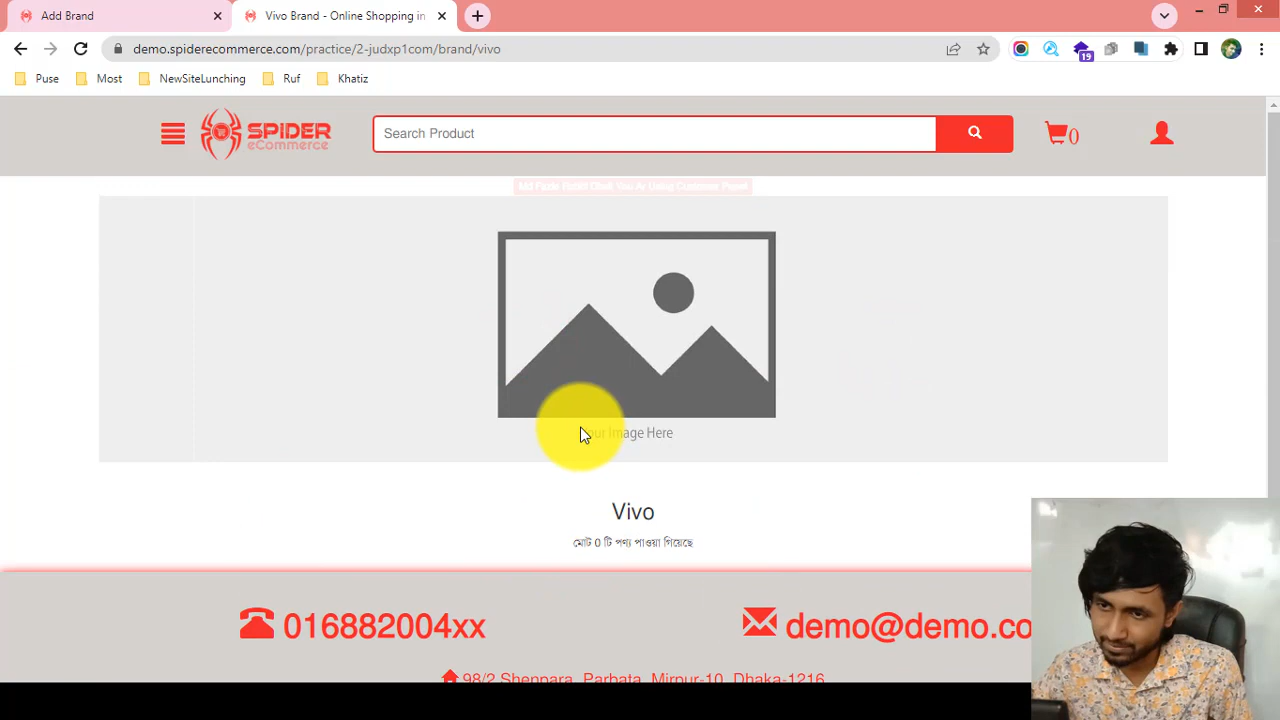 Add Brand
Vivo Brand - Online Shopping in
demo.spiderecommerce.com/practice/2-judxp1com/brand/vivo
19
Puse
Most
NewSiteLunching
Ruf
Khatiz
SPIDER
eCommerce
Search Product
0
Your Image Here
Vivo
মোট 0 টি পণ্য পাওয়া গিয়েছে
016882004xx
demo@demo.co
98/2 Shenpara, Parbata, Mirpur-10, Dhaka-1216